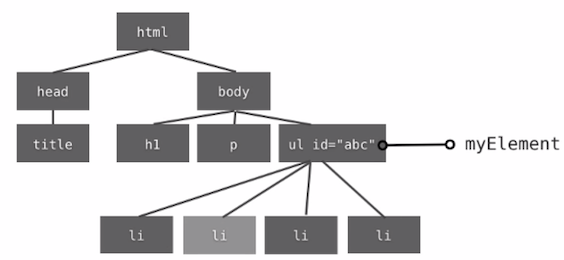 html
head body
title h1 p ul id="abc" myElement
li li li li